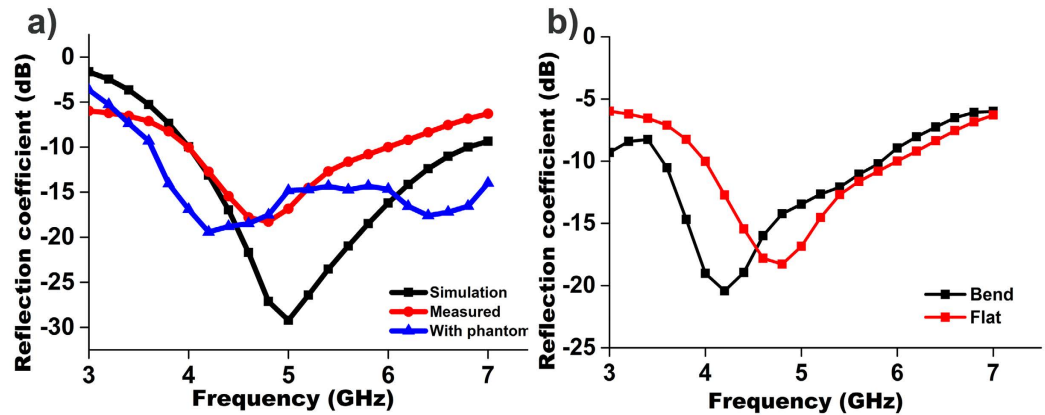 a)
Reflection coefficient (dB)
0
-5
-10
-15
-20
-25
-30
Simulation
Measured
With phantom
3
4
5
6
7
Frequency (GHz)
b)
Reflection coefficient (dB)
0
-5
-10
-15
-20
-25
Bend
Flat
3
4
5
6
7
Frequency (GHz)